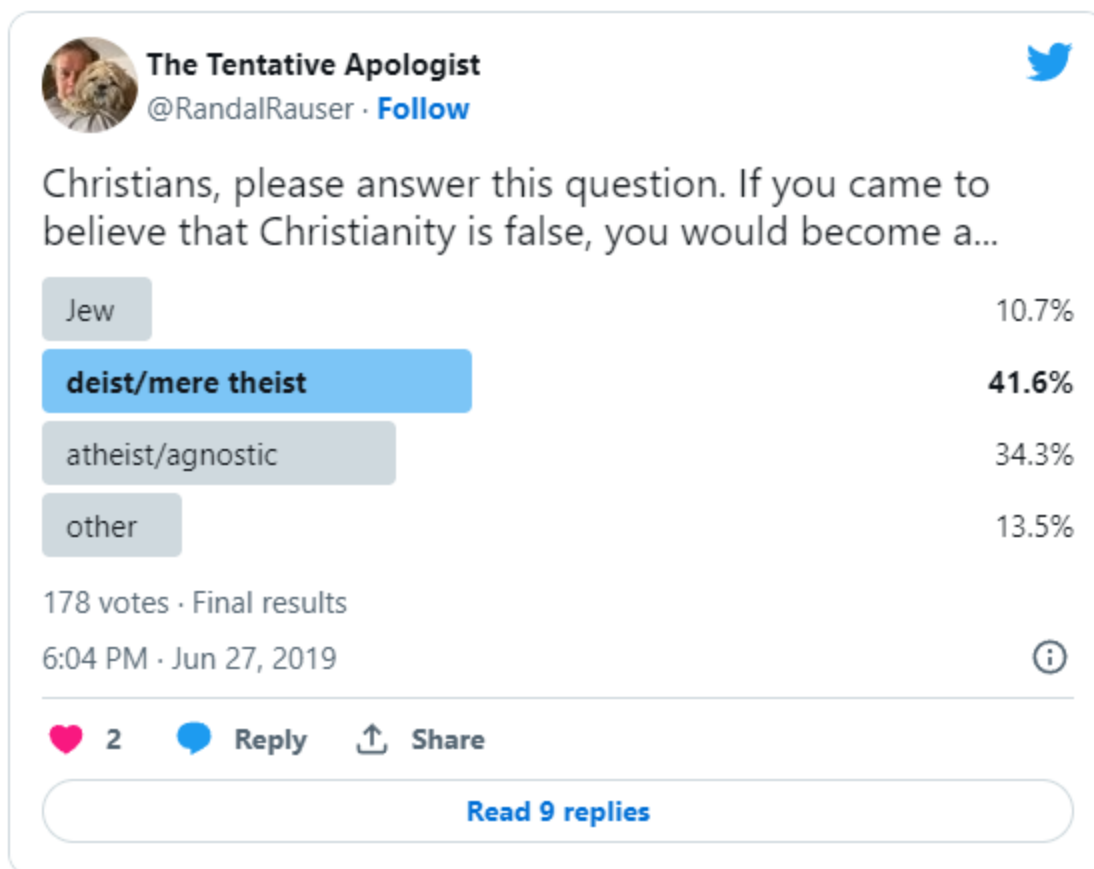 The Tentative Apologist
@RandalRauser · Follow
Christians, please answer this question. If you came to
believe that Christianity is false, you would become a...
Jew 10.7%
deist/mere theist 41.6%
atheist/agnostic 34.3%
other 13.5%
178 votes · Final results
6:04 PM · Jun 27, 2019
2 Reply Share
Read 9 replies